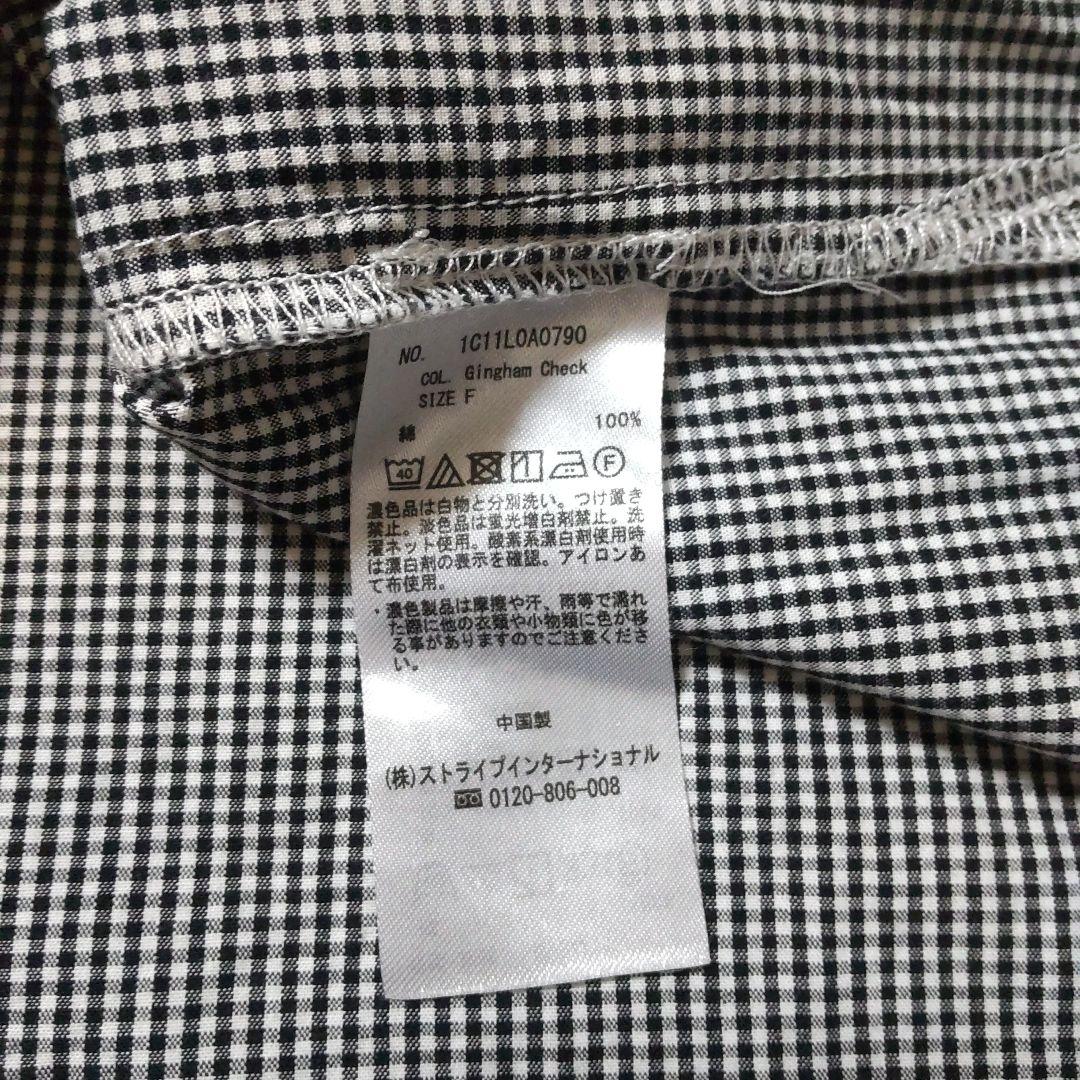 NO. 1C11L0A0790
COL. Gingham Check
SIZE F
綿 100%
40 F
濃色品は白物と分別洗い。つけ置き
禁止。淡色品は蛍光増白剤禁止。洗
濯ネット使用。酸素系漂白剤使用時
は漂白剤の表示を確認。アイロンあ
て布使用。
・濃色製品は摩擦や汗、雨等で濡れ
た際に他の衣類や小物類に色が移
る事がありますのでご注意くださ
い。
中国製
(株)ストライプインターナショナル
0120-806-008